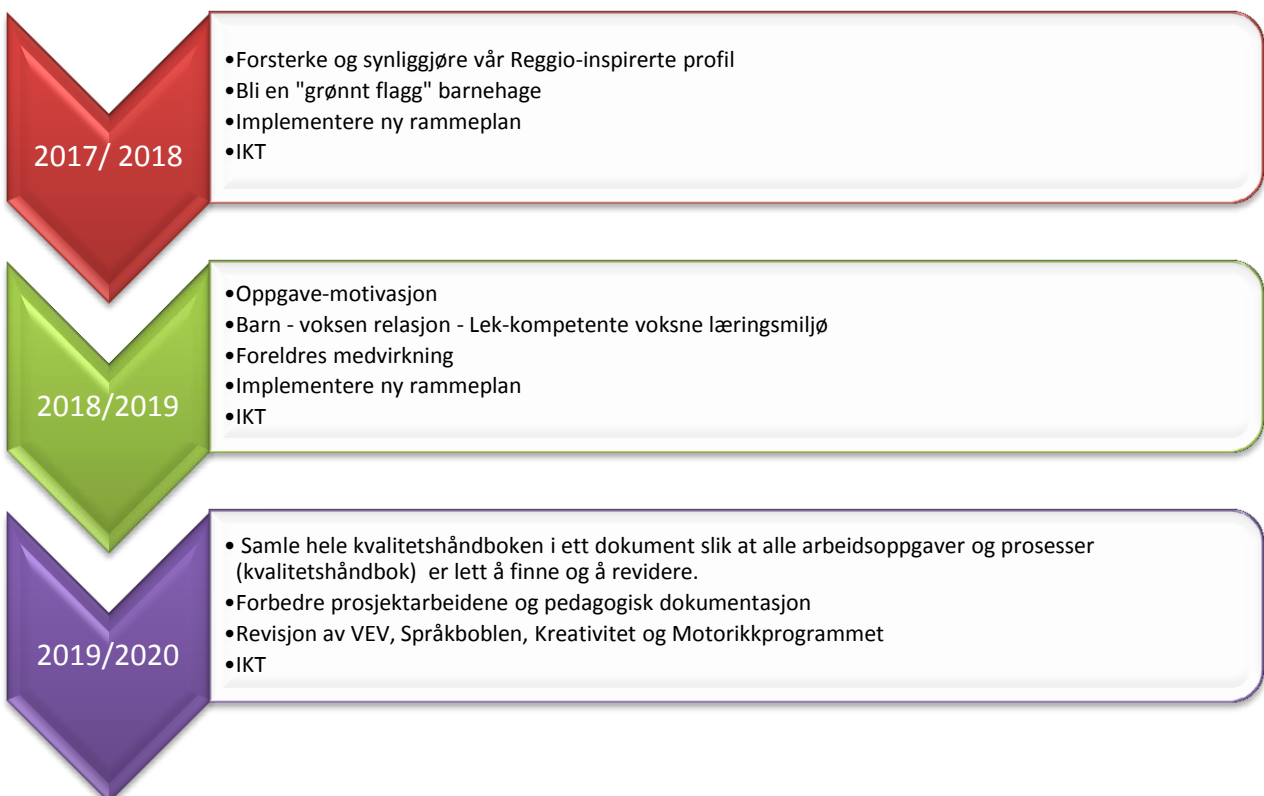 2017/ 2018
•Forsterke og synliggjøre vår Reggio-inspirerte profil
•Bli en "grønnt flagg" barnehage
•Implementere ny rammeplan
•IKT
2018/2019
•Oppgave-motivasjon
•Barn - voksen relasjon - Lek-kompetente voksne læringsmiljø
•Foreldres medvirkning
•Implementere ny rammeplan
•IKT
2019/2020
• Samle hele kvalitetshåndboken i ett dokument slik at alle arbeidsoppgaver og prosesser
(kvalitetshåndbok)  er lett å finne og å revidere.
•Forbedre prosjektarbeidene og pedagogisk dokumentasjon
•Revisjon av VEV, Språkboblen, Kreativitet og Motorikkprogrammet
•IKT